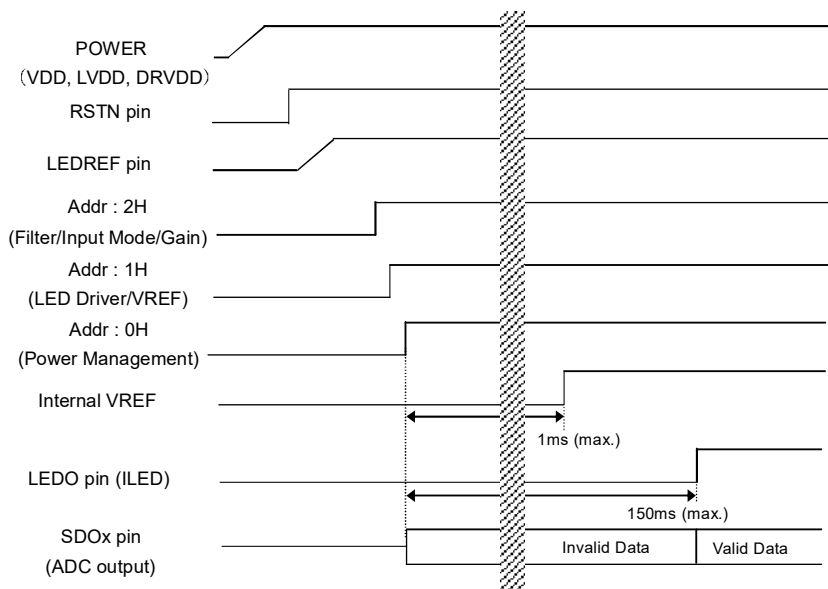 POWER
(VDD, LVDD, DRVDD)
RSTN pin
LEDREF pin
Addr : 2H
(Filter/Input Mode/Gain)
Addr : 1H
(LED Driver/VREF)
Addr : 0H
(Power Management)
Internal VREF
1ms (max.)
LEDO pin (ILED)
150ms (max.)
SDOx pin
(ADC output)
Invalid Data
Valid Data